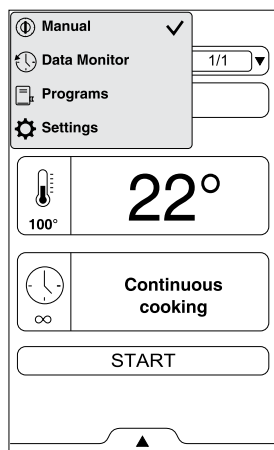 Manual
Data Monitor
1/1
Programs
Settings
22°
100°
Continuous
cooking
∞
START